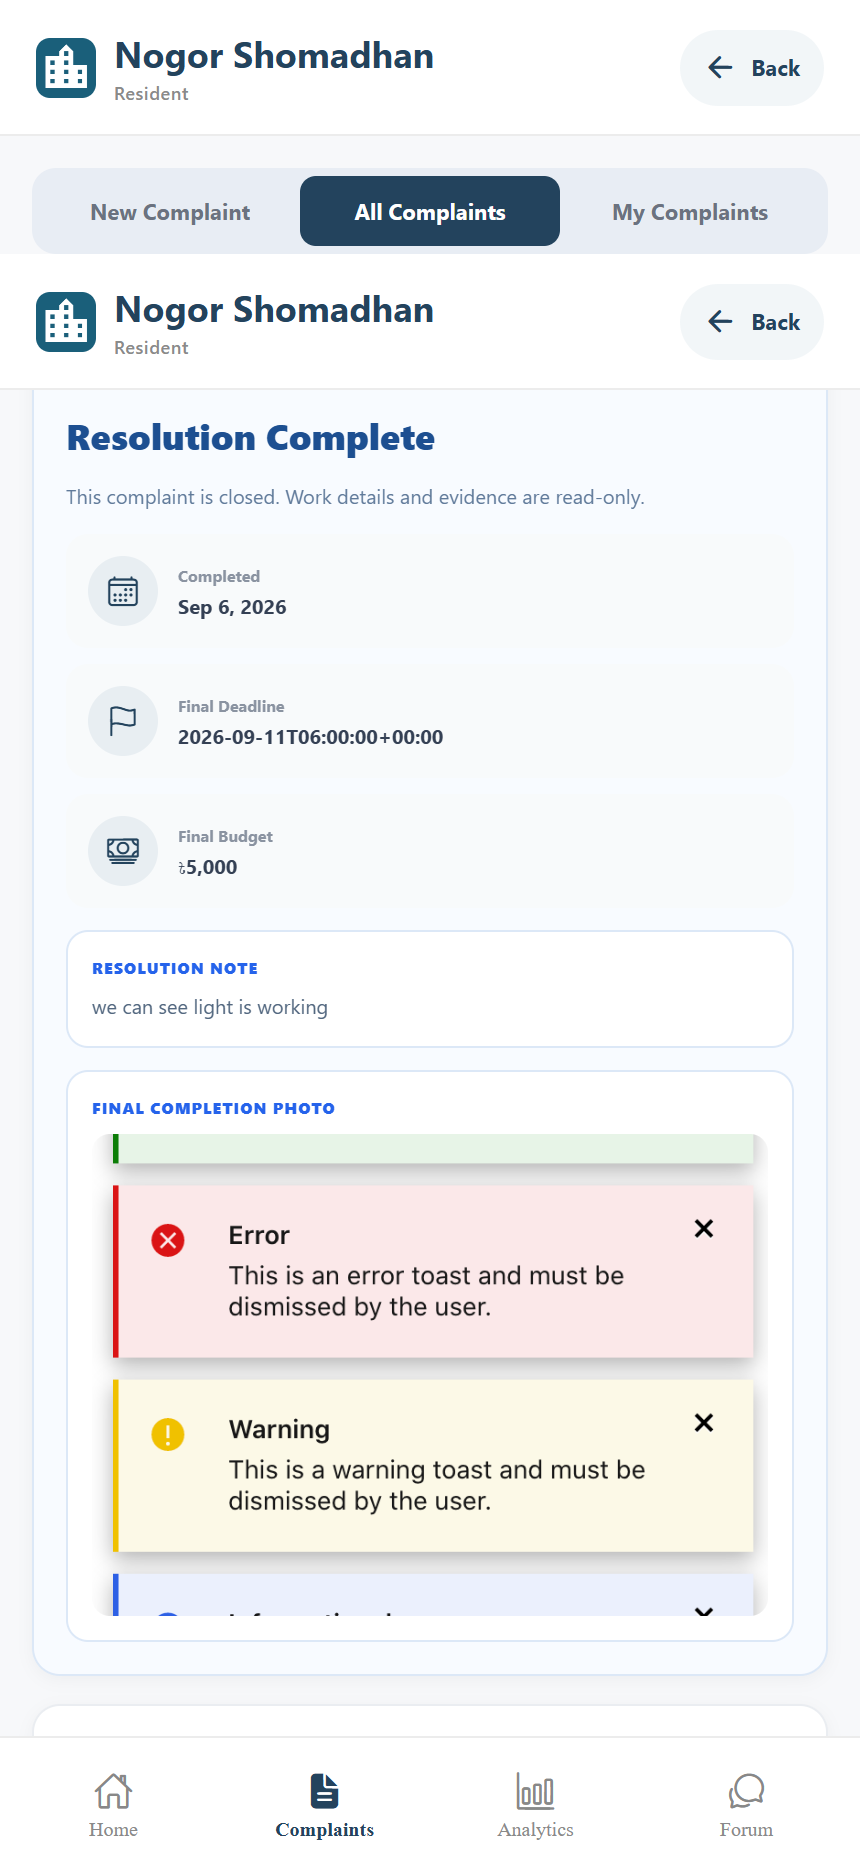 Nogor Shomadhan
Resident
Back
New Complaint
All Complaints
My Complaints
Nogor Shomadhan
Resident
Back
Resolution Complete
This complaint is closed. Work details and evidence are read-only.
Completed
Sep 6, 2026
Final Deadline
2026-09-11T06:00:00+00:00
Final Budget
৳5,000
RESOLUTION NOTE
we can see light is working
FINAL COMPLETION PHOTO
Error
This is an error toast and must be
dismissed by the user.
Warning
This is a warning toast and must be
dismissed by the user.
Home
Complaints
Analytics
Forum